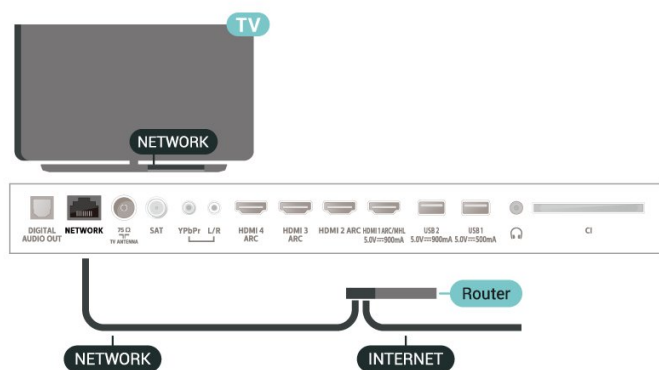 TV
NETWORK
DIGITAL
AUDIO OUT
NETWORK
75 Ω
TV ANTENNA
SAT
YPbPr
L/R
HDMI 4
ARC
HDMI 3
ARC
HDMI 2 ARC
HDMI 1 ARC/MHL
5.0V⎓900mA
USB 2
5.0V⎓900mA
USB 1
5.0V⎓500mA
CI
Router
NETWORK
INTERNET